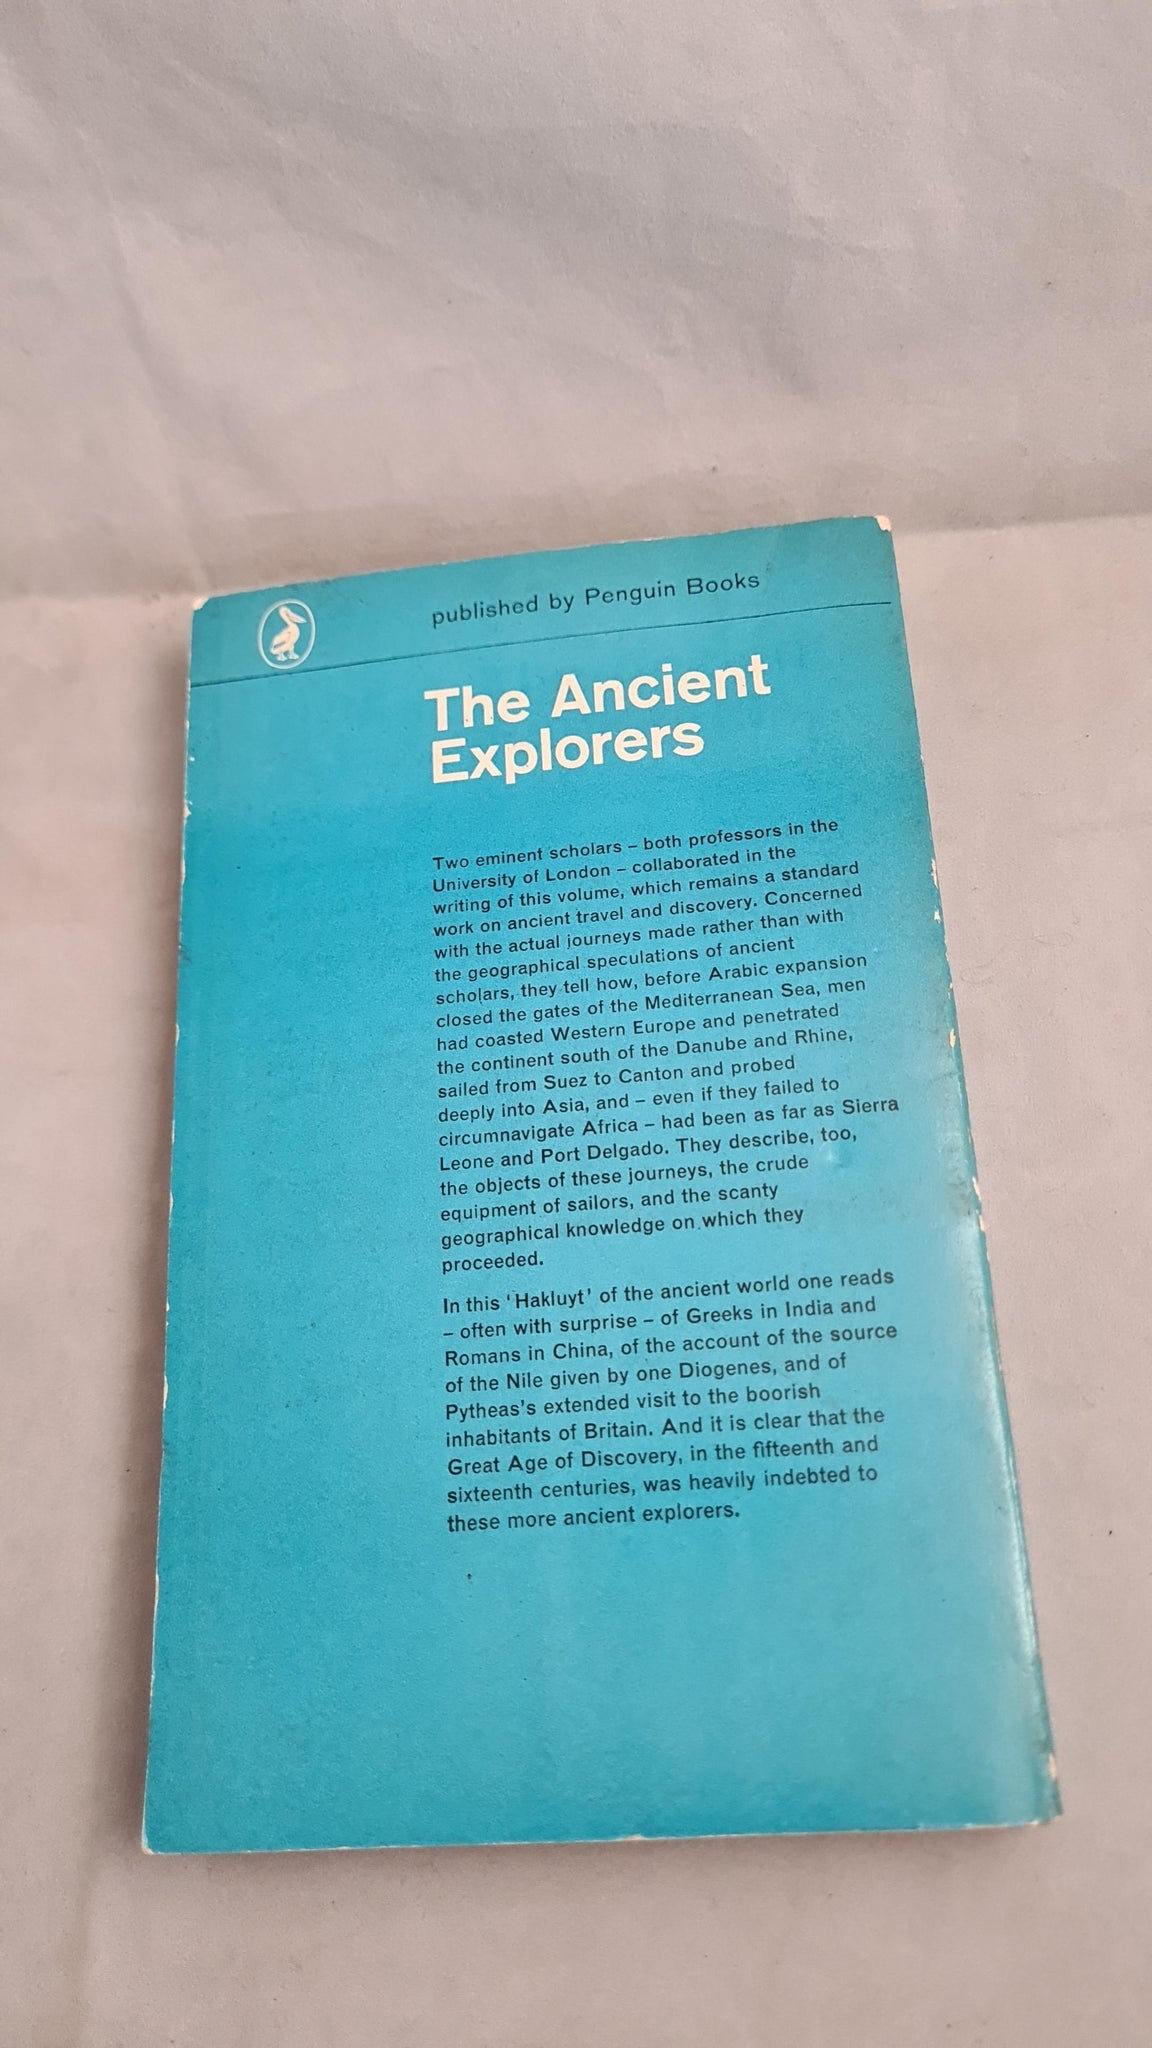 published by Penguin Books
The Ancient
Explorers
Two eminent scholars – both professors in the
University of London – collaborated in the
writing of this volume, which remains a standard
work on ancient travel and discovery. Concerned
with the actual journeys made rather than with
the geographical speculations of ancient
scholars, they tell how, before Arabic expansion
closed the gates of the Mediterranean Sea, men
had coasted Western Europe and penetrated
the continent south of the Danube and Rhine,
sailed from Suez to Canton and probed
deeply into Asia, and – even if they failed to
circumnavigate Africa – had been as far as Sierra
Leone and Port Delgado. They describe, too,
the objects of these journeys, the crude
equipment of sailors, and the scanty
geographical knowledge on which they
proceeded.
In this ‘Hakluyt’ of the ancient world one reads
– often with surprise – of Greeks in India and
Romans in China, of the account of the source
of the Nile given by one Diogenes, and of
Pytheas’s extended visit to the boorish
inhabitants of Britain. And it is clear that the
Great Age of Discovery, in the fifteenth and
sixteenth centuries, was heavily indebted to
these more ancient explorers.